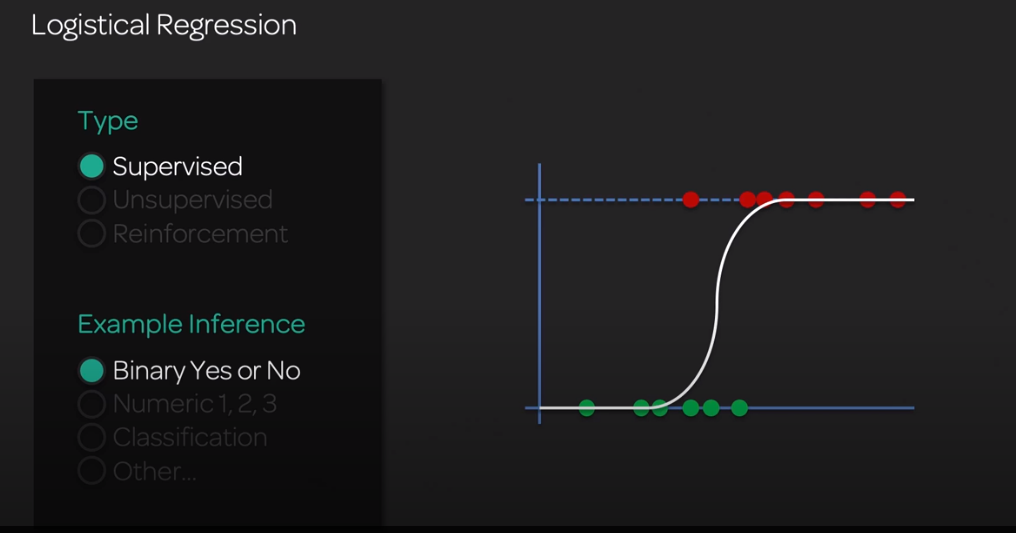 Logistical Regression
Type
Supervised
Unsupervised
Reinforcement
Example Inference
Binary Yes or No
Numeric 1, 2, 3
Classification
Other...